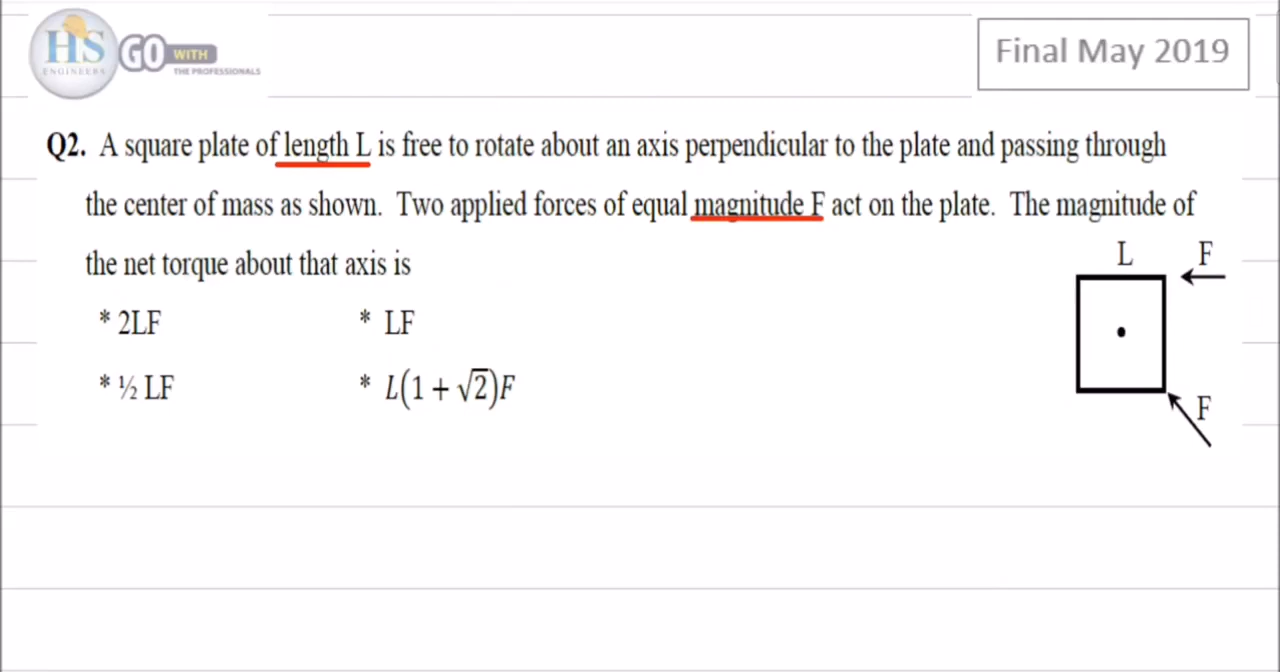 HS
ENGINEERS
GO WITH
THE PROFESSIONALS
Final May 2019
Q2. A square plate of length L is free to rotate about an axis perpendicular to the plate and passing through
the center of mass as shown. Two applied forces of equal magnitude F act on the plate. The magnitude of
the net torque about that axis is
L F
* 2LF * LF
* ½ LF * L(1 + √2)F
F